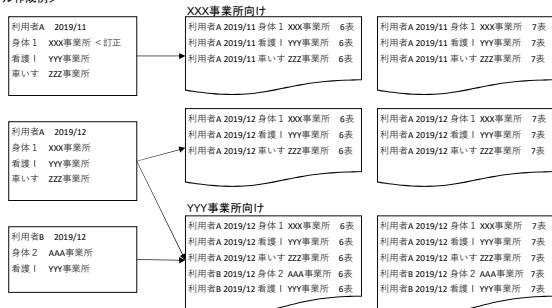 XXX事業所向け
利用者A 2019/11
身体１ XXX事業所 ＜訂正
看護Ⅰ YYY事業所
車いす ZZZ事業所
利用者A 2019/11 身体１ XXX事業所 6表
利用者A 2019/11 看護Ⅰ YYY事業所 6表
利用者A 2019/11 車いす ZZZ事業所 6表
利用者A 2019/11 身体１ XXX事業所 7表
利用者A 2019/11 看護Ⅰ YYY事業所 7表
利用者A 2019/11 車いす ZZZ事業所 7表
利用者A 2019/12
身体１ XXX事業所
看護Ⅰ YYY事業所
車いす ZZZ事業所
利用者A 2019/12 身体１ XXX事業所 6表
利用者A 2019/12 看護Ⅰ YYY事業所 6表
利用者A 2019/12 車いす ZZZ事業所 6表
利用者A 2019/12 身体１ XXX事業所 7表
利用者A 2019/12 看護Ⅰ YYY事業所 7表
利用者A 2019/12 車いす ZZZ事業所 7表
YYY事業所向け
利用者B 2019/12
身体２ AAA事業所
看護Ⅰ YYY事業所
利用者A 2019/12 身体１ XXX事業所 6表
利用者A 2019/12 看護Ⅰ YYY事業所 6表
利用者A 2019/12 車いす ZZZ事業所 6表
利用者B 2019/12 身体２ AAA事業所 6表
利用者B 2019/12 看護Ⅰ YYY事業所 6表
利用者A 2019/12 身体１ XXX事業所 7表
利用者A 2019/12 看護Ⅰ YYY事業所 7表
利用者A 2019/12 車いす ZZZ事業所 7表
利用者B 2019/12 身体２ AAA事業所 7表
利用者B 2019/12 看護Ⅰ YYY事業所 7表